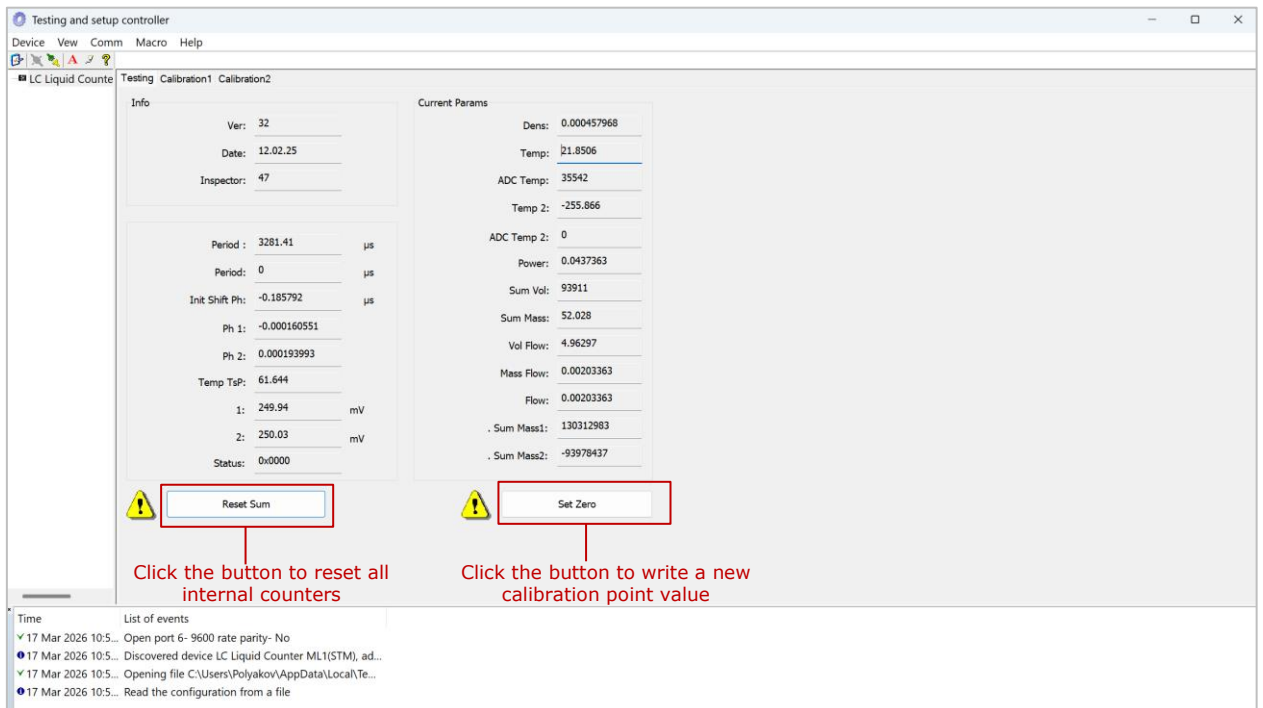 Testing and setup controller
Device Vew Comm Macro Help
LC Liquid Counte
Testing Calibration1 Calibration2
Info
Ver: 32
Date: 12.02.25
Inspector: 47
Period : 3281.41 µs
Period: 0 µs
Init Shift Ph: -0.185792 µs
Ph 1: -0.000160551
Ph 2: 0.000193993
Temp TsP: 61.644
1: 249.94 mV
2: 250.03 mV
Status: 0x0000
Reset Sum
Click the button to reset all
internal counters
Current Params
Dens: 0.000457968
Temp: 21.8506
ADC Temp: 35542
Temp 2: -255.866
ADC Temp 2: 0
Power: 0.0437363
Sum Vol: 93911
Sum Mass: 52.028
Vol Flow: 4.96297
Mass Flow: 0.00203363
Flow: 0.00203363
. Sum Mass1: 130312983
. Sum Mass2: -93978437
Set Zero
Click the button to write a new
calibration point value
Time List of events
17 Mar 2026 10:5... Open port 6- 9600 rate parity- No
17 Mar 2026 10:5... Discovered device LC Liquid Counter ML1(STM), ad...
17 Mar 2026 10:5... Opening file C:\Users\Polyakov\AppData\Local\Te...
17 Mar 2026 10:5... Read the configuration from a file